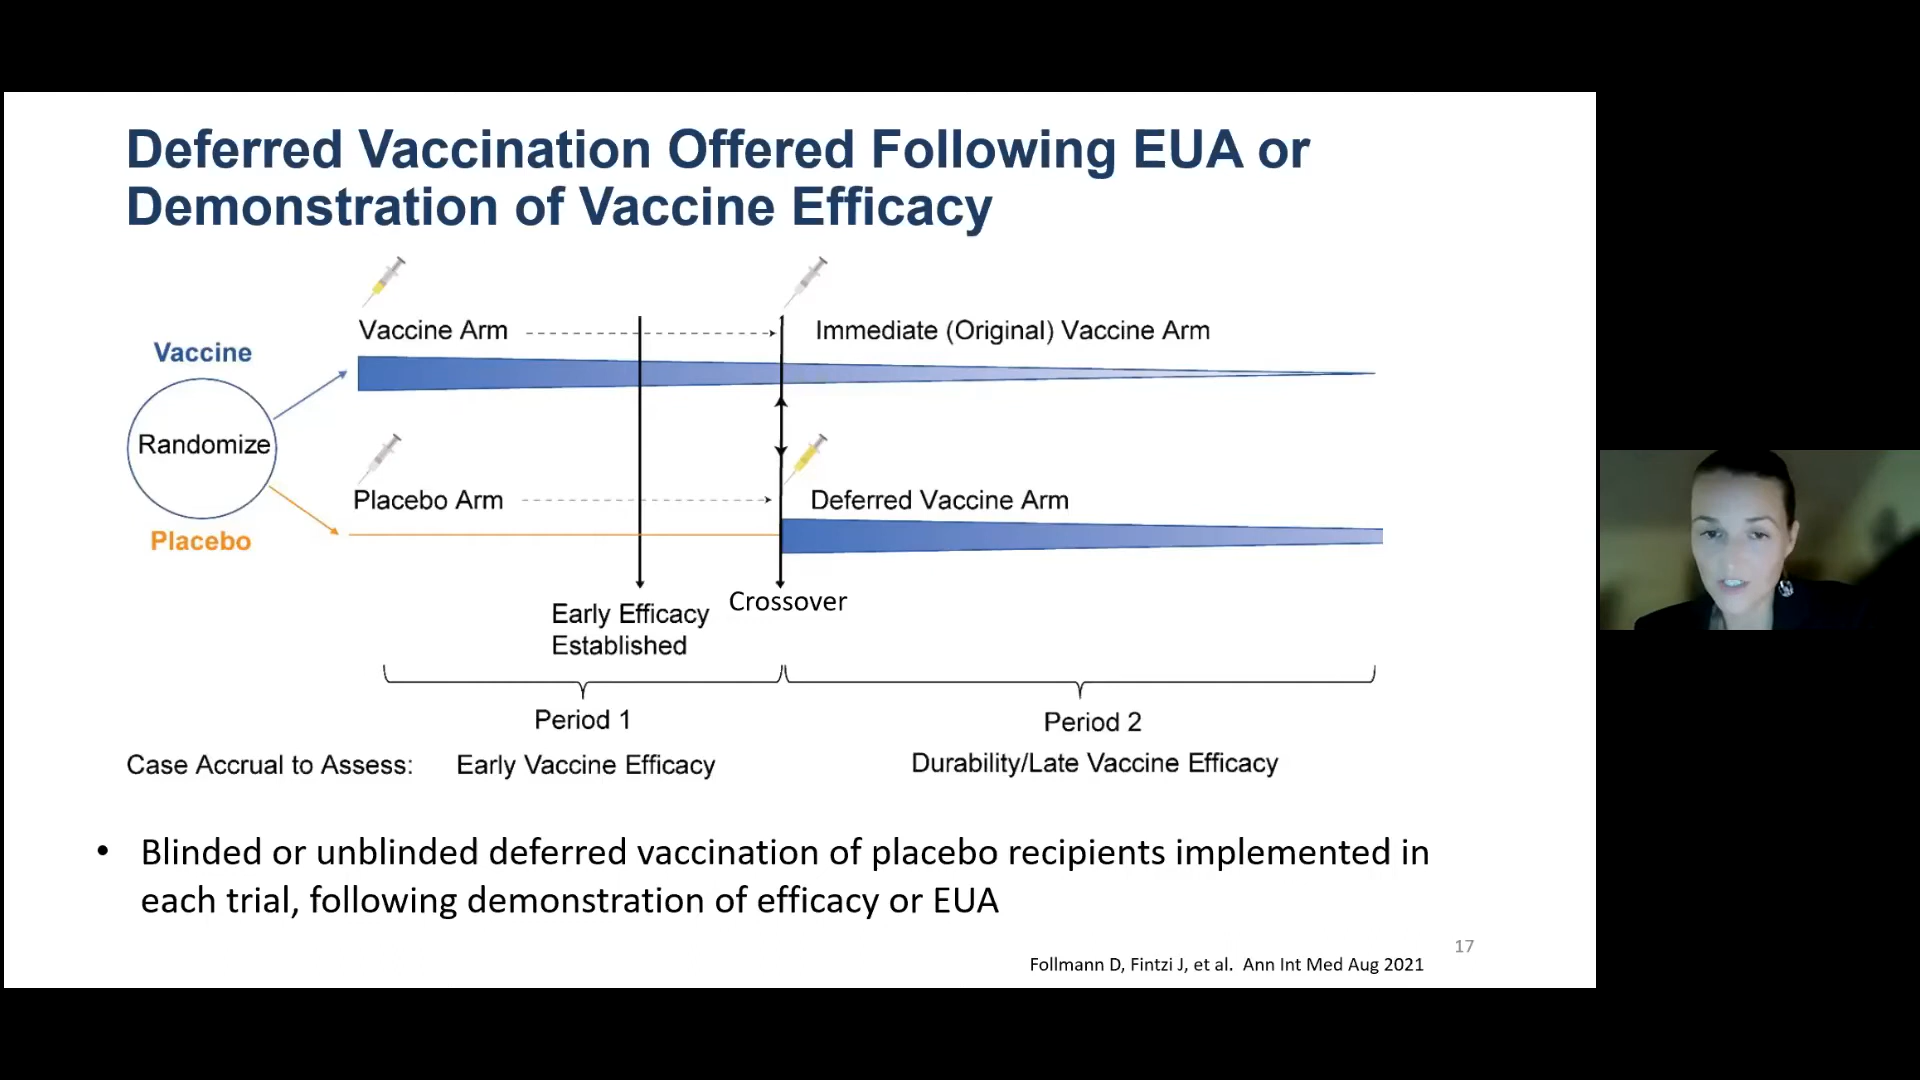 Deferred Vaccination Offered Following EUA or
Demonstration of Vaccine Efficacy
Vaccine Arm
Immediate (Original) Vaccine Arm
Vaccine
Randomize
Placebo Arm
Deferred Vaccine Arm
Placebo
Early Efficacy
Established
Crossover
Period 1
Period 2
Case Accrual to Assess:
Early Vaccine Efficacy
Durability/Late Vaccine Efficacy
• Blinded or unblinded deferred vaccination of placebo recipients implemented in
each trial, following demonstration of efficacy or EUA
17
Follmann D, Fintzi J, et al. Ann Int Med Aug 2021